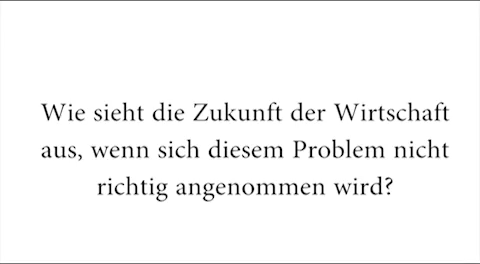 Wie sieht die Zukunft der Wirtschaft
aus, wenn sich diesem Problem nicht
richtig angenommen wird?